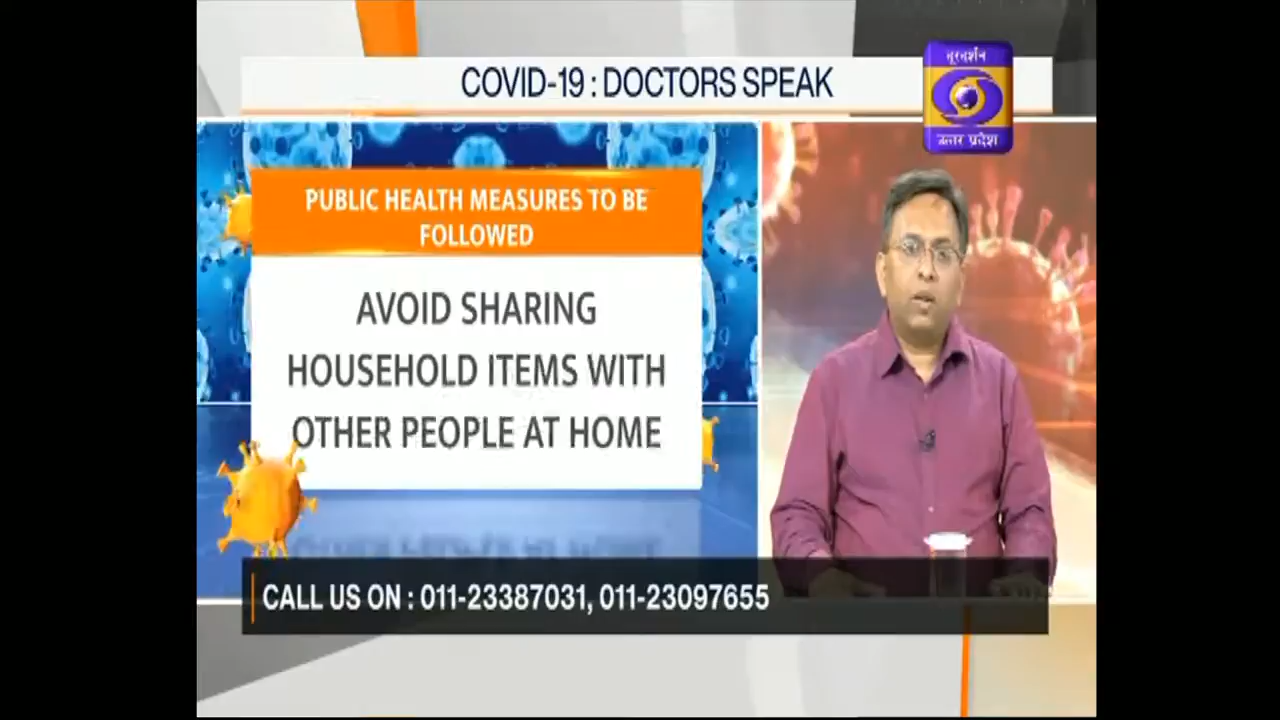 COVID-19 : DOCTORS SPEAK
दूरदर्शन
उत्तर प्रदेश
PUBLIC HEALTH MEASURES TO BE
FOLLOWED
AVOID SHARING
HOUSEHOLD ITEMS WITH
OTHER PEOPLE AT HOME
CALL US ON : 011-23387031, 011-23097655